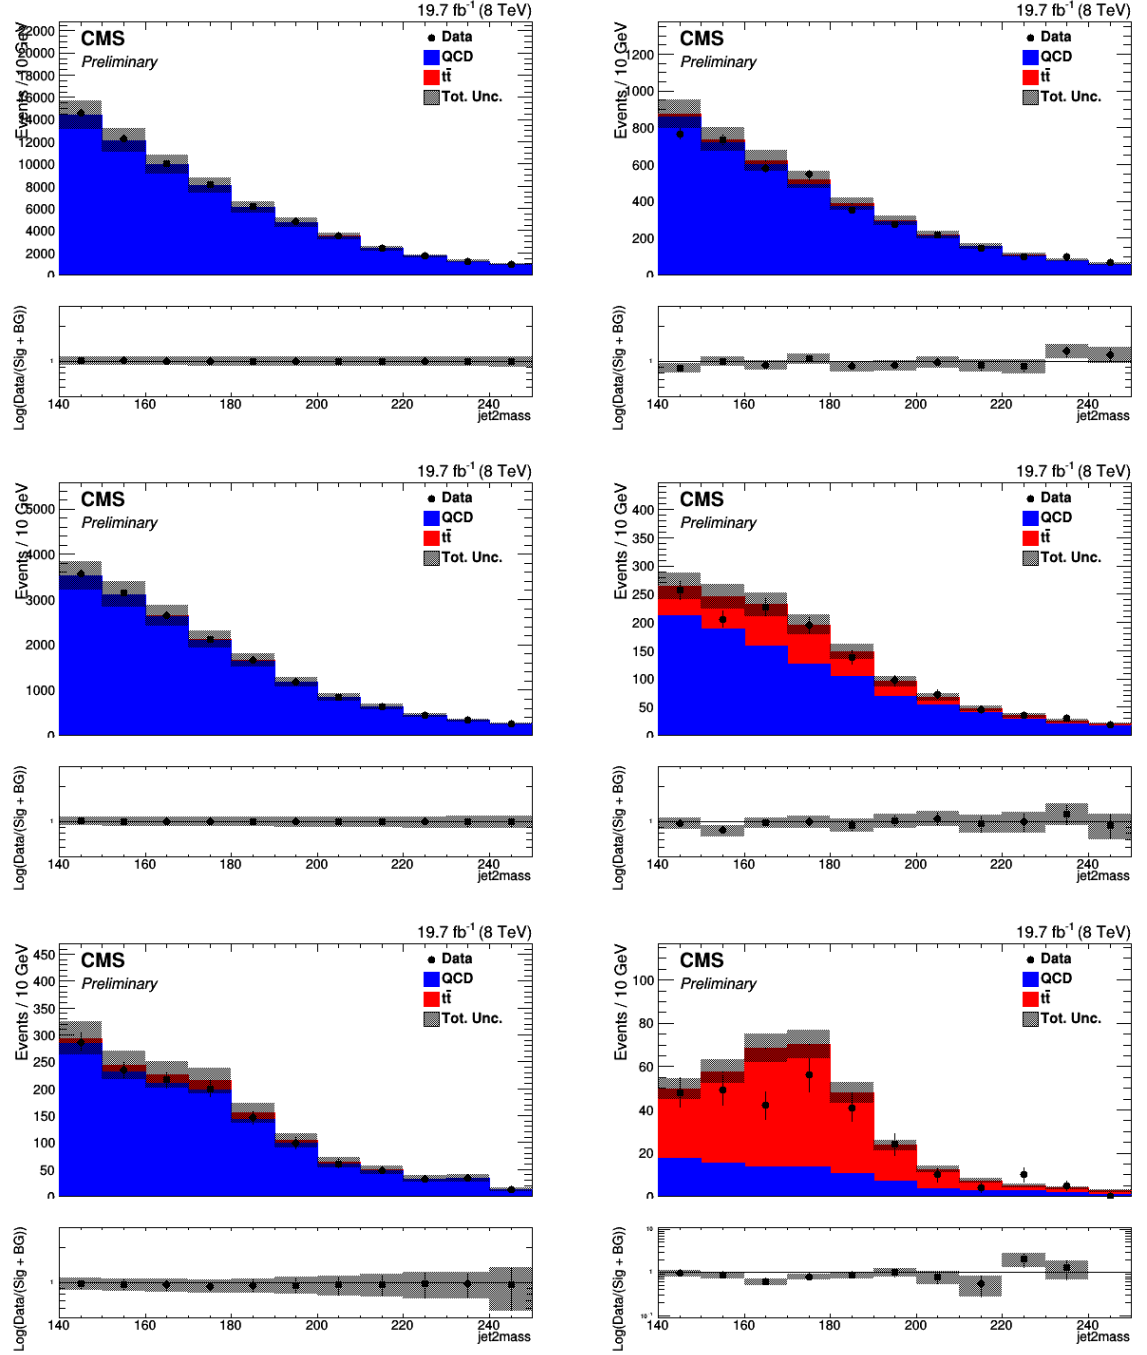 19.7 fb-1 (8 TeV)
Events / 10 GeV
22000
20000
18000
16000
14000
12000
10000
8000
6000
4000
2000
0
CMS
Preliminary
Data
QCD
tt̄
Tot. Unc.
Log(Data/(Sig + BG))
1
140 160 180 200 220 240
jet2mass
19.7 fb-1 (8 TeV)
Events / 10 GeV
1200
1000
800
600
400
200
0
CMS
Preliminary
Data
QCD
tt̄
Tot. Unc.
Log(Data/(Sig + BG))
1
140 160 180 200 220 240
jet2mass
19.7 fb-1 (8 TeV)
Events / 10 GeV
5000
4000
3000
2000
1000
0
CMS
Preliminary
Data
QCD
tt̄
Tot. Unc.
Log(Data/(Sig + BG))
1
140 160 180 200 220 240
jet2mass
19.7 fb-1 (8 TeV)
Events / 10 GeV
400
350
300
250
200
150
100
50
0
CMS
Preliminary
Data
QCD
tt̄
Tot. Unc.
Log(Data/(Sig + BG))
1
140 160 180 200 220 240
jet2mass
19.7 fb-1 (8 TeV)
Events / 10 GeV
450
400
350
300
250
200
150
100
50
0
CMS
Preliminary
Data
QCD
tt̄
Tot. Unc.
Log(Data/(Sig + BG))
1
140 160 180 200 220 240
jet2mass
19.7 fb-1 (8 TeV)
Events / 10 GeV
100
80
60
40
20
0
CMS
Preliminary
Data
QCD
tt̄
Tot. Unc.
Log(Data/(Sig + BG))
10
1
10-1
140 160 180 200 220 240
jet2mass